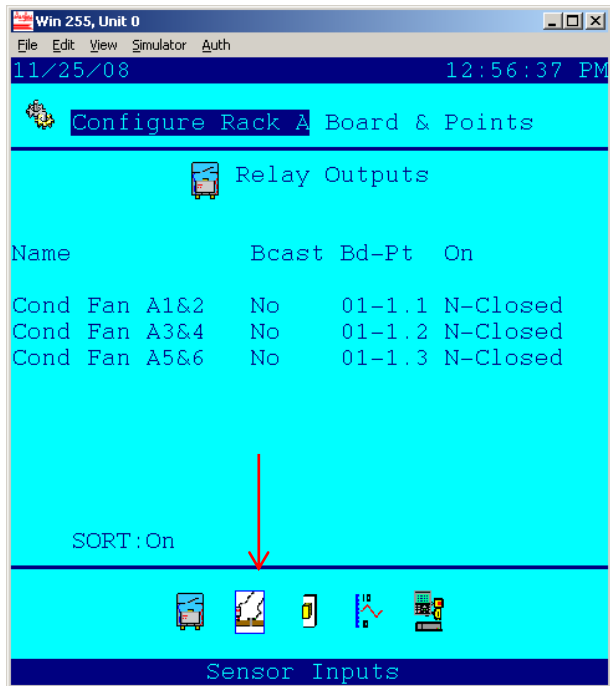 Win 255, Unit 0
File Edit View Simulator Auth
11/25/08 12:56:37 PM
Configure Rack A Board & Points
Relay Outputs
Name Bcast Bd-Pt On
Cond Fan A1&2 No 01-1.1 N-Closed
Cond Fan A3&4 No 01-1.2 N-Closed
Cond Fan A5&6 No 01-1.3 N-Closed
SORT:On
Sensor Inputs